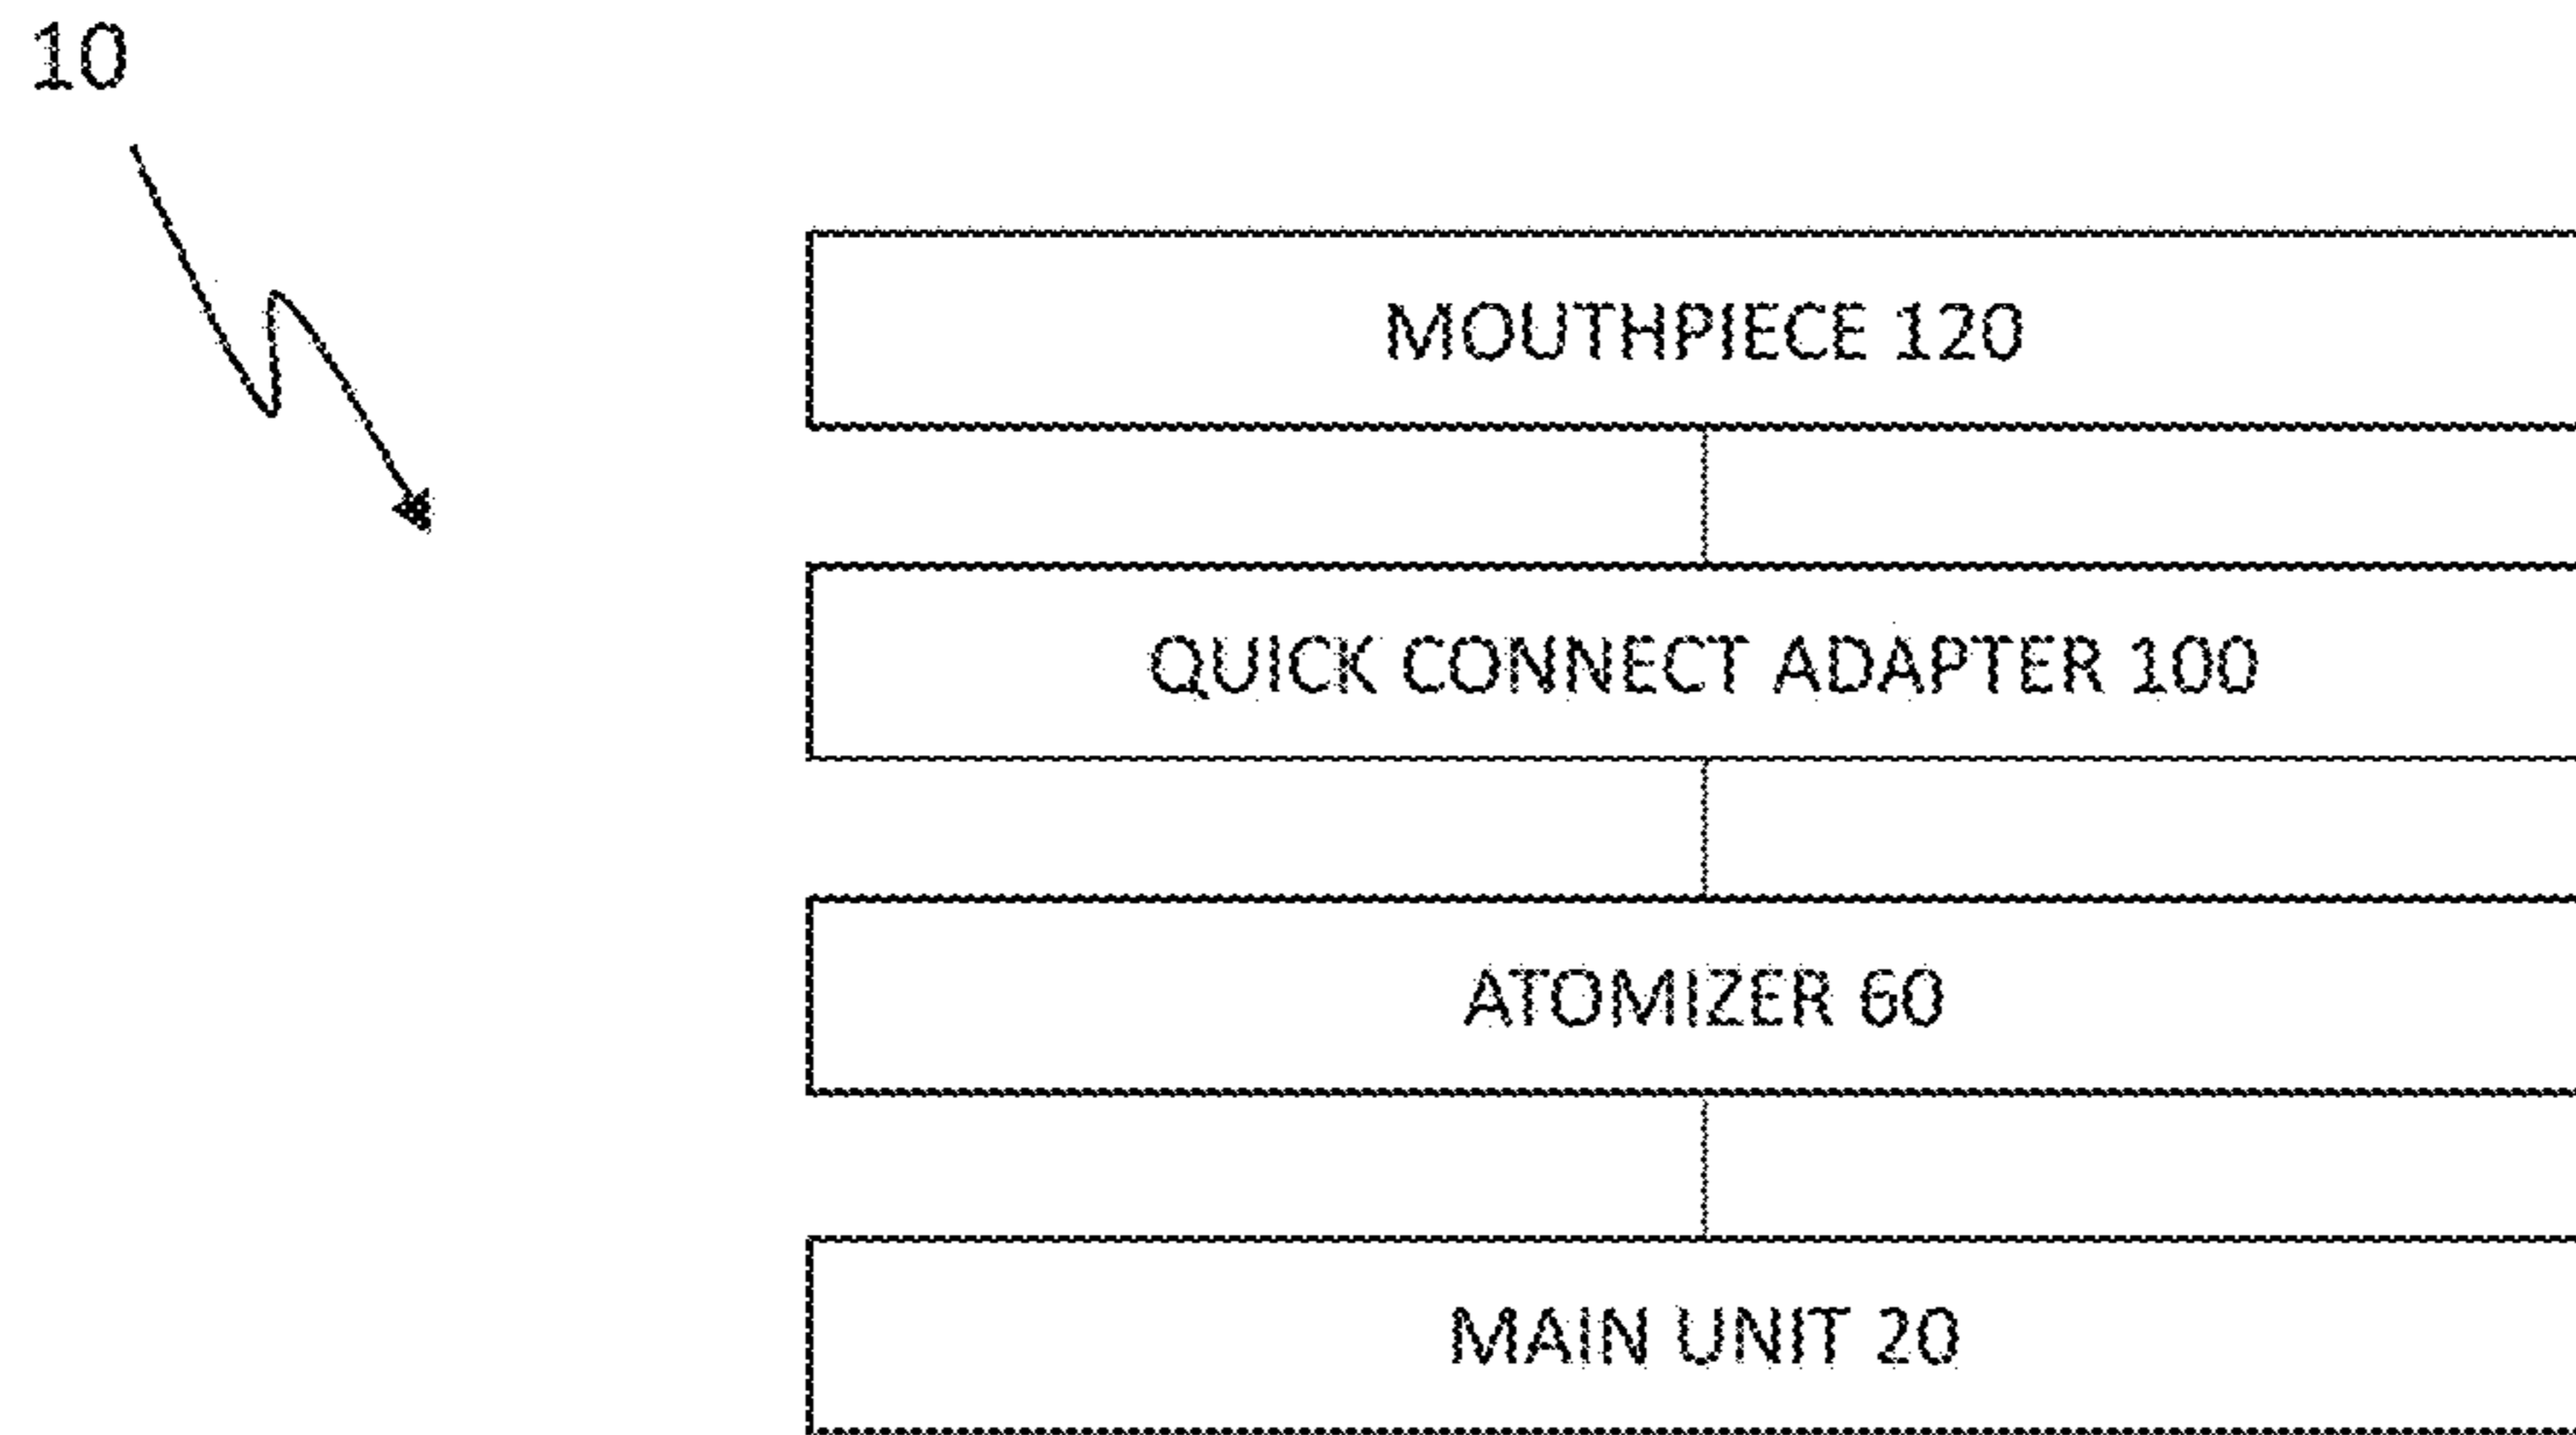 10
MOUTHPIECE 120
QUICK CONNECT ADAPTER 100
ATOMIZER 60
MAIN UNIT 20